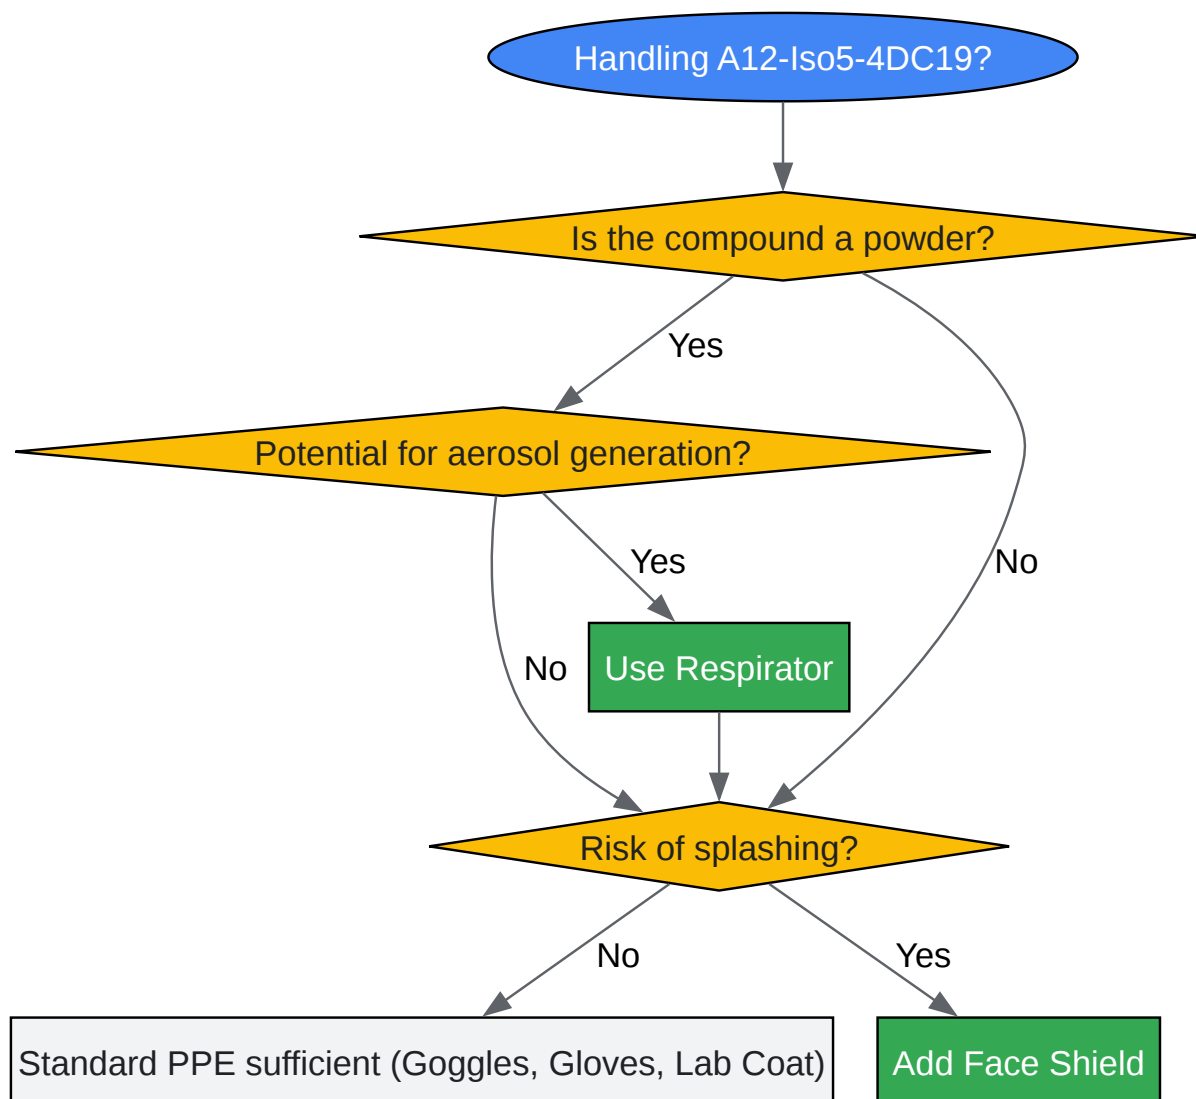 Handling A12-Iso5-4DC19?
Is the compound a powder?
Yes
Potential for aerosol generation?
Yes
No
No
Use Respirator
Risk of splashing?
No
Yes
Standard PPE sufficient (Goggles, Gloves, Lab Coat)
Add Face Shield